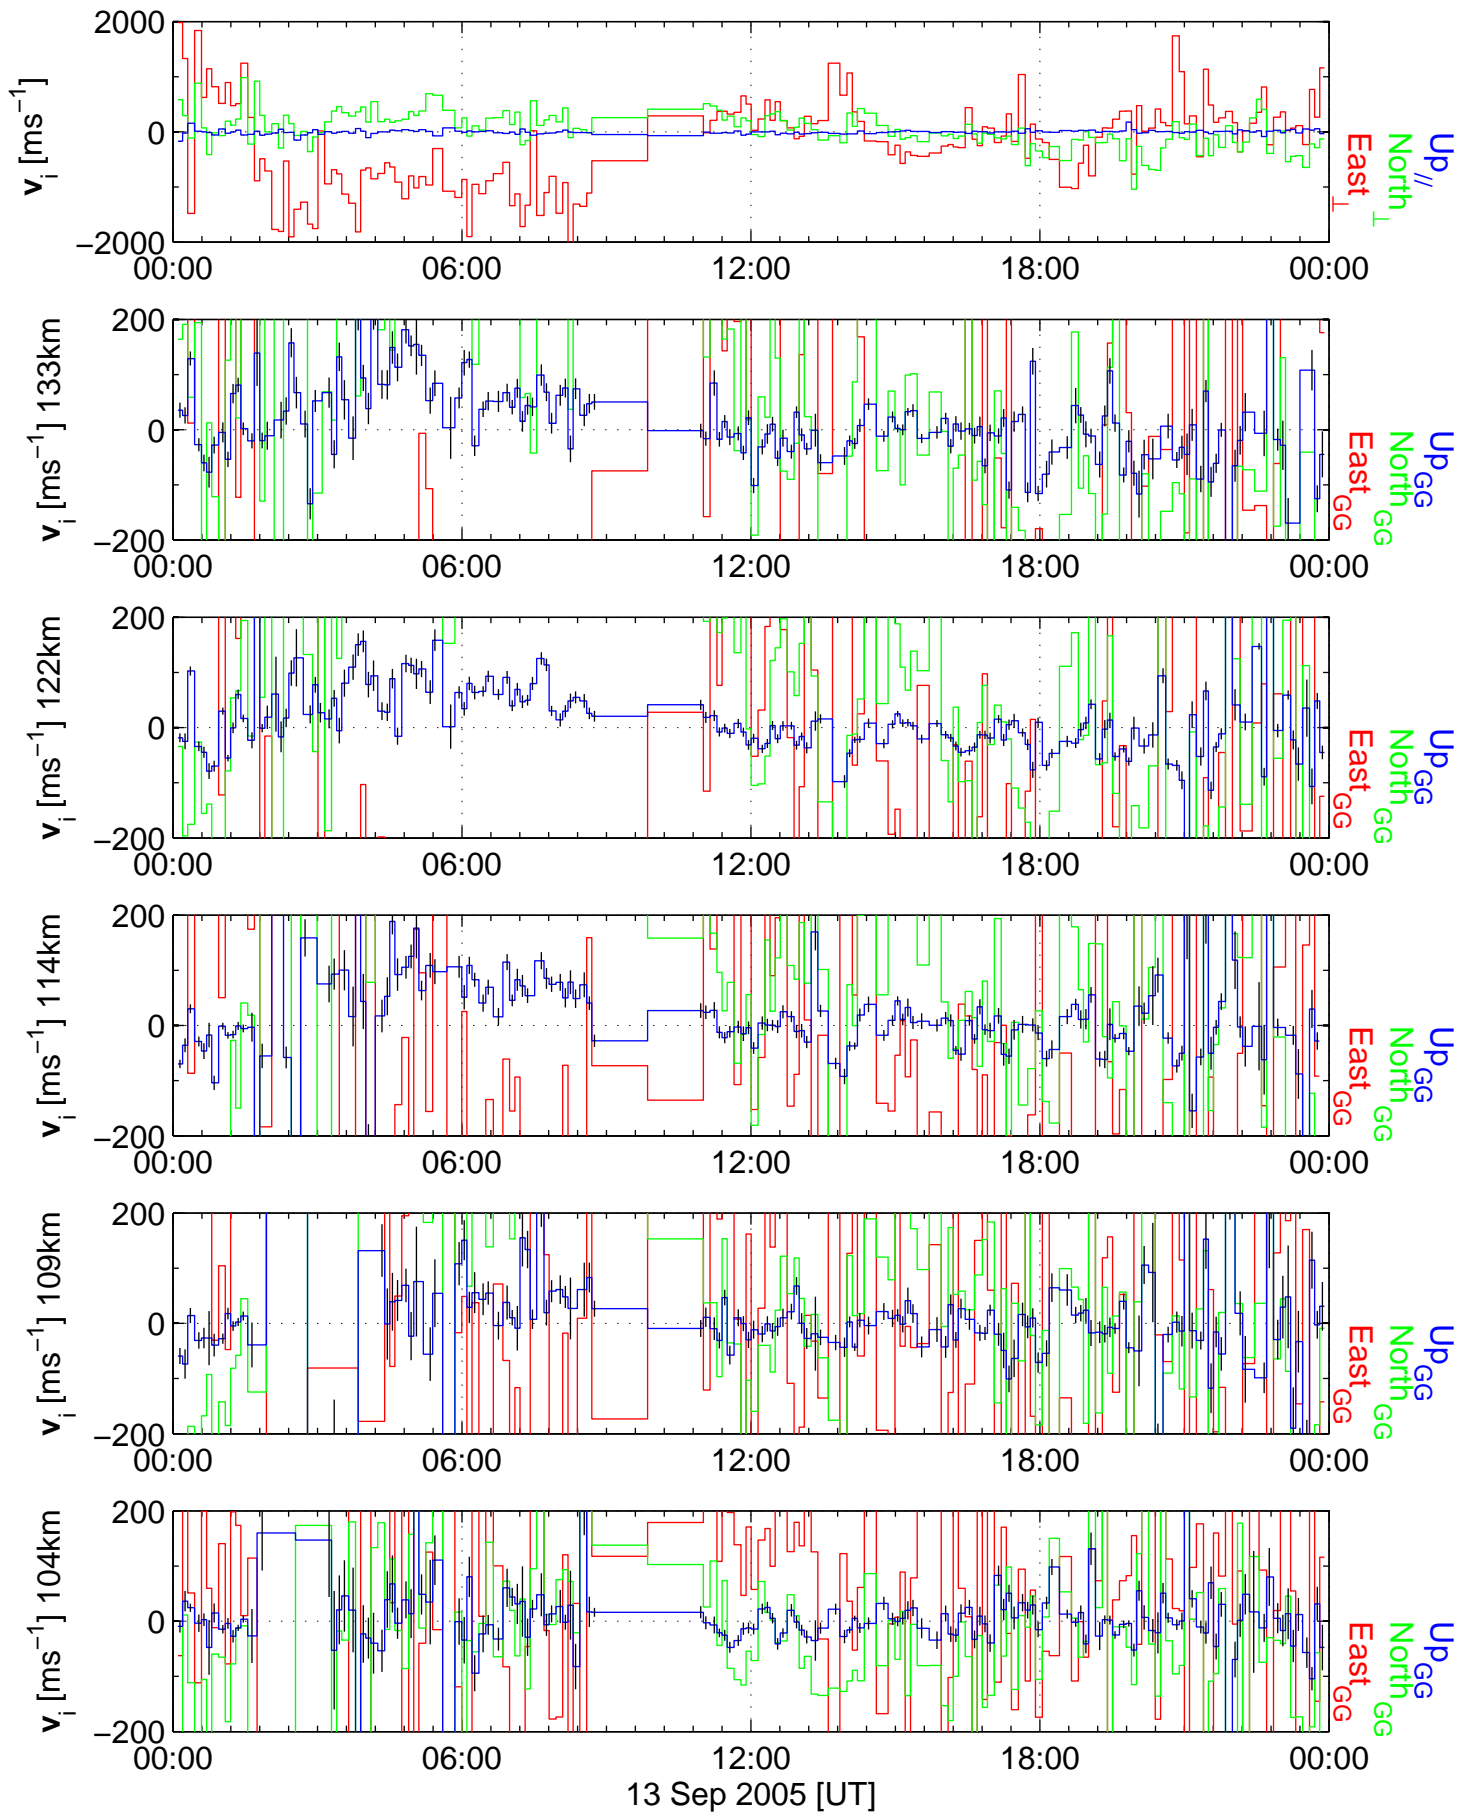 2000
0
−2000
v_i [ms^−1]
00:00 06:00 12:00 18:00 00:00
East_⊥
North_⊥
Up_//
200
0
−200
v_i [ms^−1] 133km
00:00 06:00 12:00 18:00 00:00
East_GG
North_GG
Up_GG
200
0
−200
v_i [ms^−1] 122km
00:00 06:00 12:00 18:00 00:00
East_GG
North_GG
Up_GG
200
0
−200
v_i [ms^−1] 114km
00:00 06:00 12:00 18:00 00:00
East_GG
North_GG
Up_GG
200
0
−200
v_i [ms^−1] 109km
00:00 06:00 12:00 18:00 00:00
East_GG
North_GG
Up_GG
200
0
−200
v_i [ms^−1] 104km
00:00 06:00 12:00 18:00 00:00
East_GG
North_GG
Up_GG
13 Sep 2005 [UT]